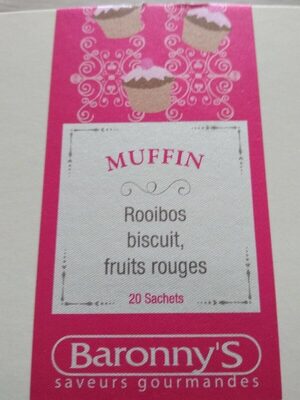 MUFFIN
Rooibos
biscuit,
fruits rouges
20 Sachets
Baronny'S
saveurs gourmandes